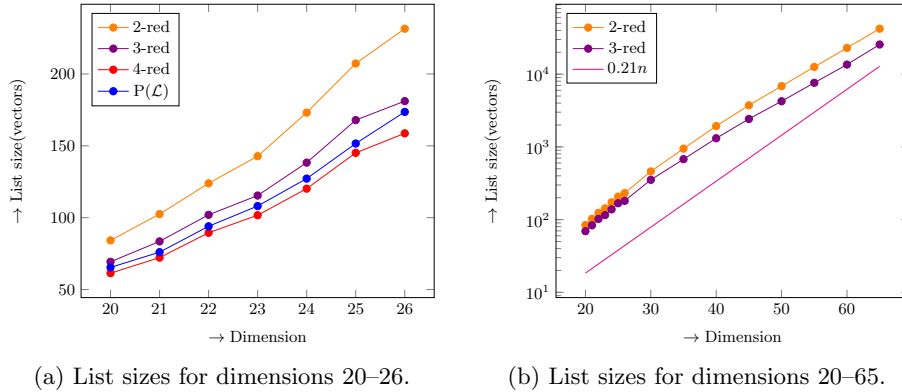 2-red
3-red
4-red
P(ℒ)
200
150
100
50
20 21 22 23 24 25 26
→ Dimension
→ List size(vectors)
(a) List sizes for dimensions 20–26.
2-red
3-red
0.21n
10⁴
10³
10²
10¹
20 30 40 50 60
→ Dimension
→ List size(vectors)
(b) List sizes for dimensions 20–65.